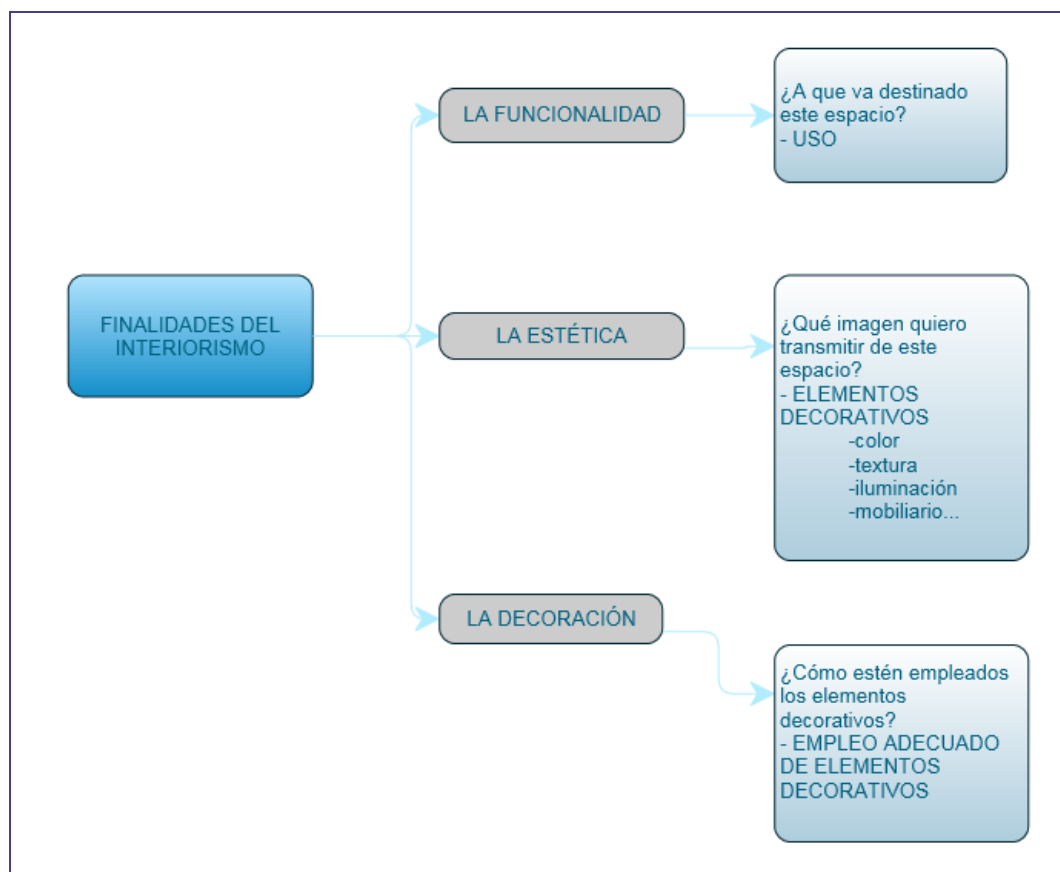 LA FUNCIONALIDAD
¿A que va destinado
este espacio?
- USO
FINALIDADES DEL
INTERIORISMO
LA ESTÉTICA
¿Qué imagen quiero
transmitir de este
espacio?
- ELEMENTOS
DECORATIVOS
-color
-textura
-iluminación
-mobiliario...
LA DECORACIÓN
¿Cómo estén empleados
los elementos
decorativos?
- EMPLEO ADECUADO
DE ELEMENTOS
DECORATIVOS